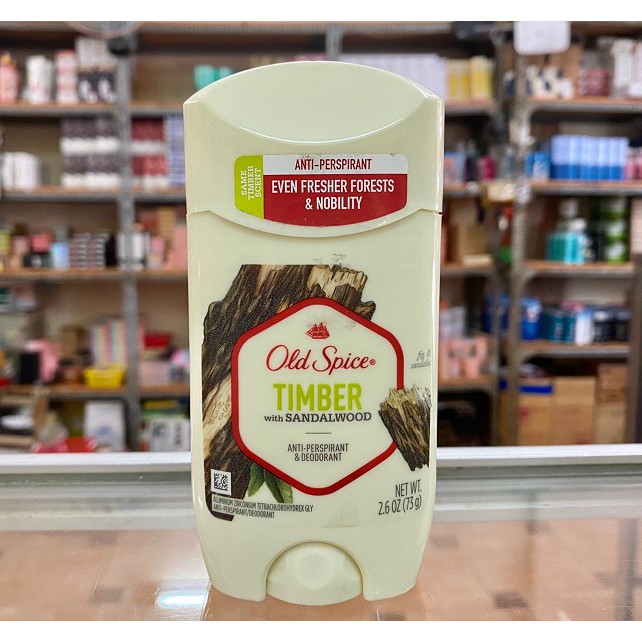 SAME
TIMBER
SCENT
ANTI-PERSPIRANT
EVEN FRESHER FORESTS
& NOBILITY
Old Spice®
TIMBER
with SANDALWOOD
ANTI-PERSPIRANT
& DEODORANT
ALUMINUM ZIRCONIUM TETRACHLOROHYDREX GLY
ANTI-PERSPIRANT/DEODORANT
NET WT.
2.6 OZ (73g)